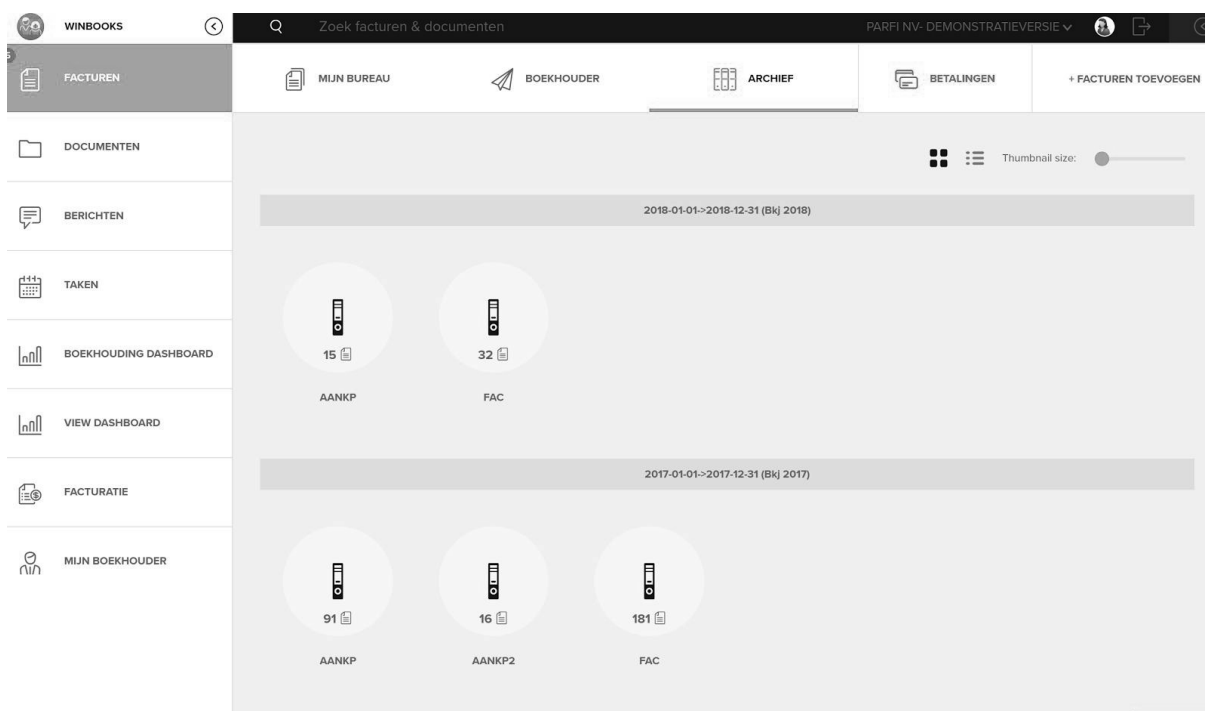 WINBOOKS
Zoek facturen & documenten
PARFI NV- DEMONSTRATIEVERSIE
FACTUREN
MIJN BUREAU
BOEKHOUDER
ARCHIEF
BETALINGEN
+ FACTUREN TOEVOEGEN
DOCUMENTEN
BERICHTEN
TAKEN
BOEKHOUDING DASHBOARD
VIEW DASHBOARD
FACTURATIE
MIJN BOEKHOUDER
Thumbnail size:
2018-01-01->2018-12-31 (Bkj 2018)
15
32
AANKP
FAC
2017-01-01->2017-12-31 (Bkj 2017)
91
16
181
AANKP
AANKP2
FAC